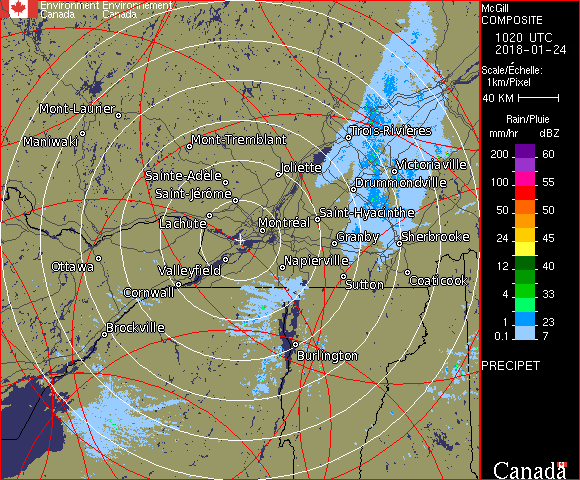 Environment Environnement
Canada Canada
McGill
COMPOSITE
1020 UTC
2018-01-24
Scale/Échelle:
1km/Pixel
40 KM
Rain/Pluie
mm/hr dBZ
200 60
150 57
100 55
50 50
24 45
12 40
4 33
1 23
0.1 7
PRECIPET
Canada
Mont-Laurier
Maniwaki
Mont-Tremblant
Trois-Rivières
Joliette
Victoriaville
Sainte-Adèle
Drummondville
Saint-Jérôme
Saint-Hyacinthe
Lachute
Montréal
Granby
Sherbrooke
Ottawa
Valleyfield
Napierville
Coaticook
Cornwall
Sutton
Brockville
Burlington